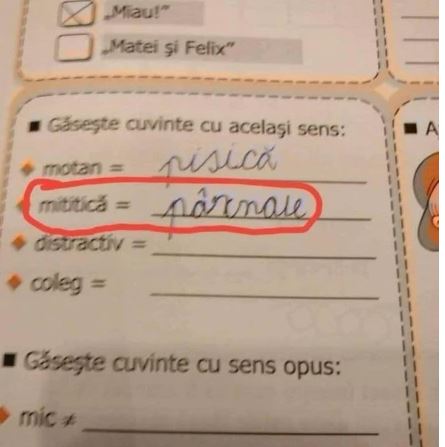 „Miau!”
„Matei și Felix”
Găsește cuvinte cu același sens:
A
motan = pisică
mititică = pârnaie
distractiv =
coleg =
Găsește cuvinte cu sens opus:
mic ≠